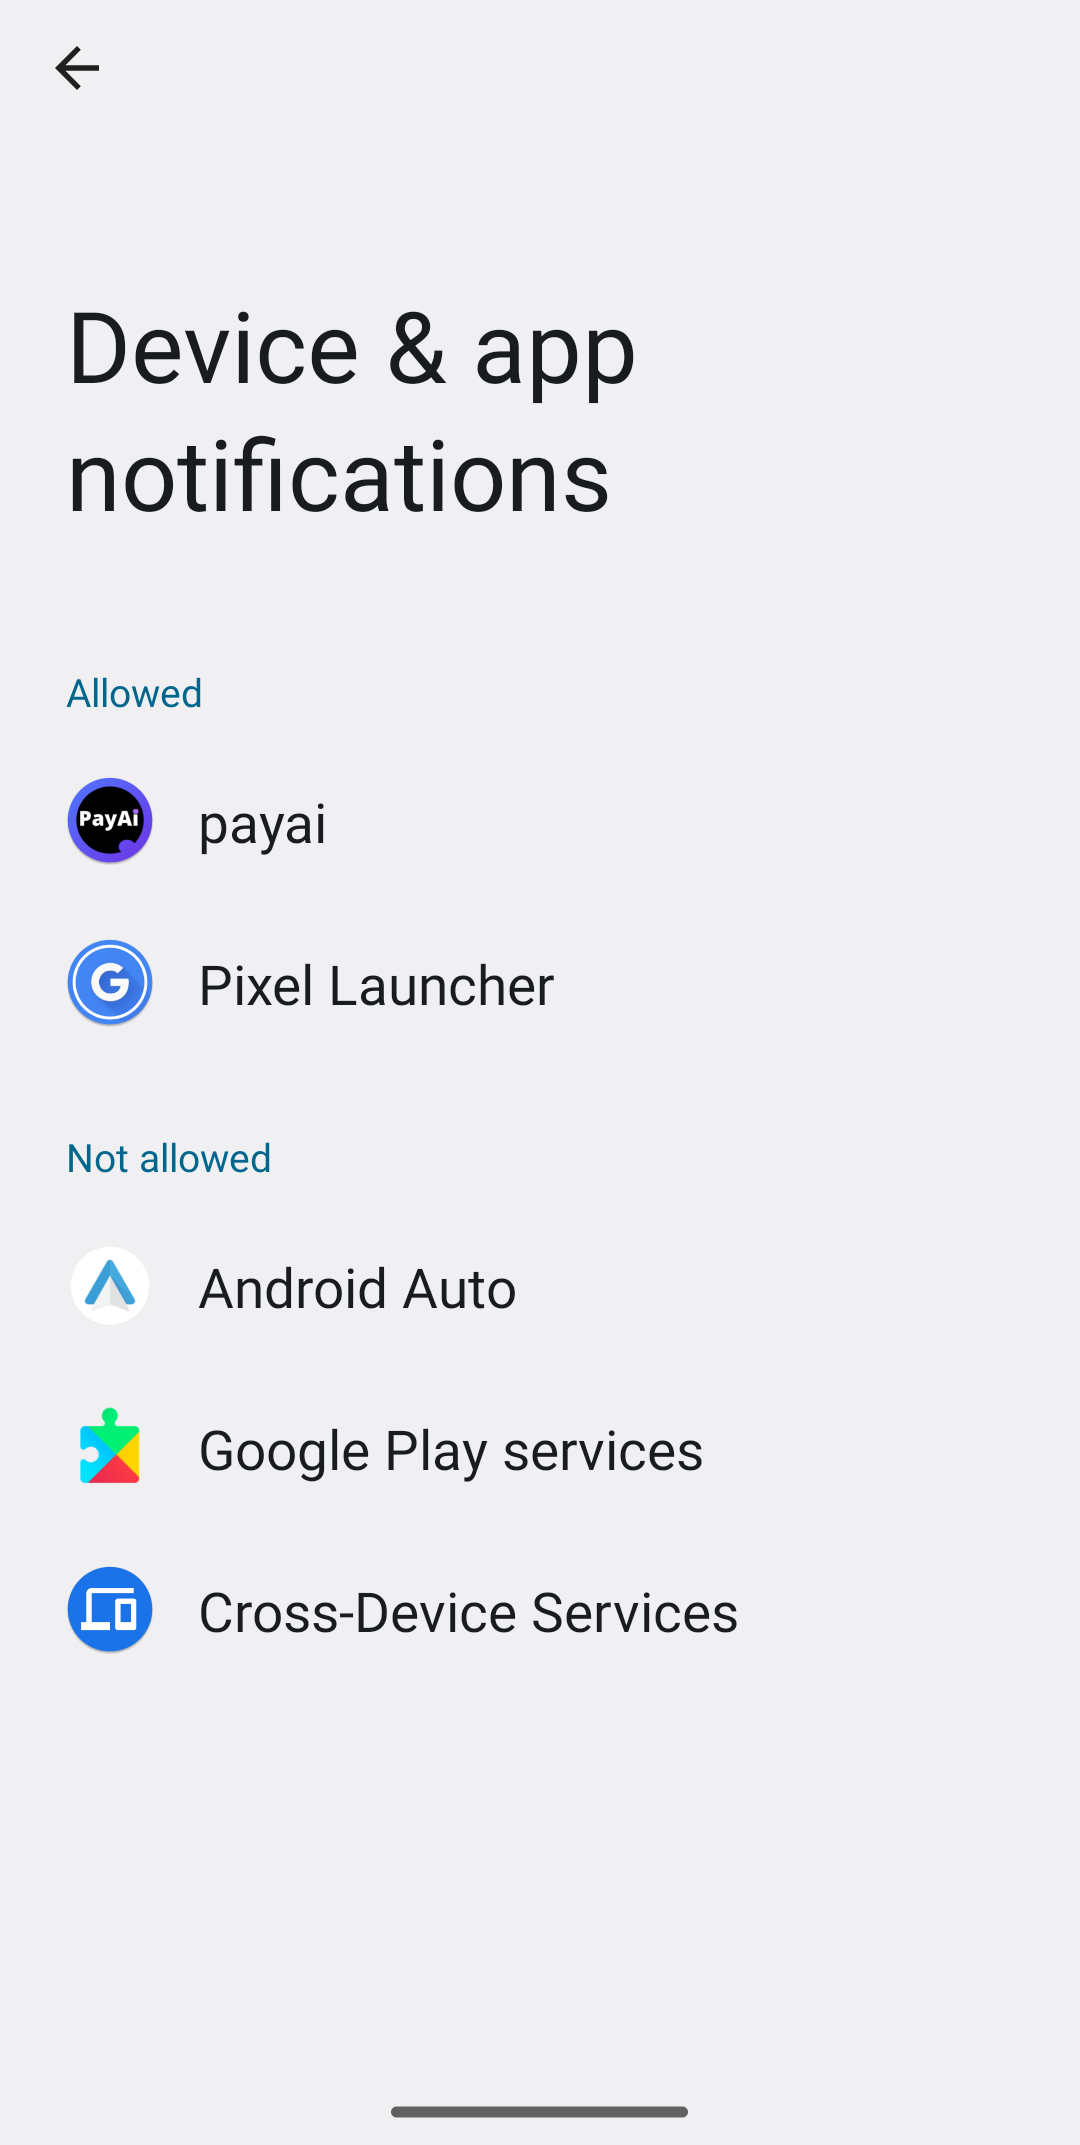 Device & app
notifications
Allowed
PayAi
payai
G
Pixel Launcher
Not allowed
Android Auto
Google Play services
Cross-Device Services